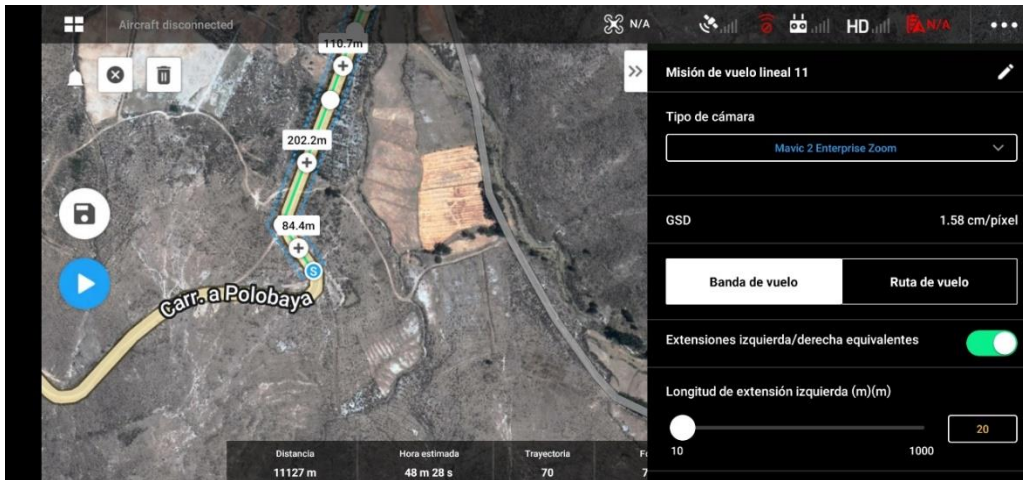 Aircraft disconnected
N/A
HD
N/A
110.7m
202.2m
84.4m
S
Carr. a Polobaya
Distancia
Hora estimada
Trayectoria
11127 m
48 m 28 s
70
Misión de vuelo lineal 11
Tipo de cámara
Mavic 2 Enterprise Zoom
GSD
1.58 cm/píxel
Banda de vuelo
Ruta de vuelo
Extensiones izquierda/derecha equivalentes
Longitud de extensión izquierda (m)(m)
20
10
1000